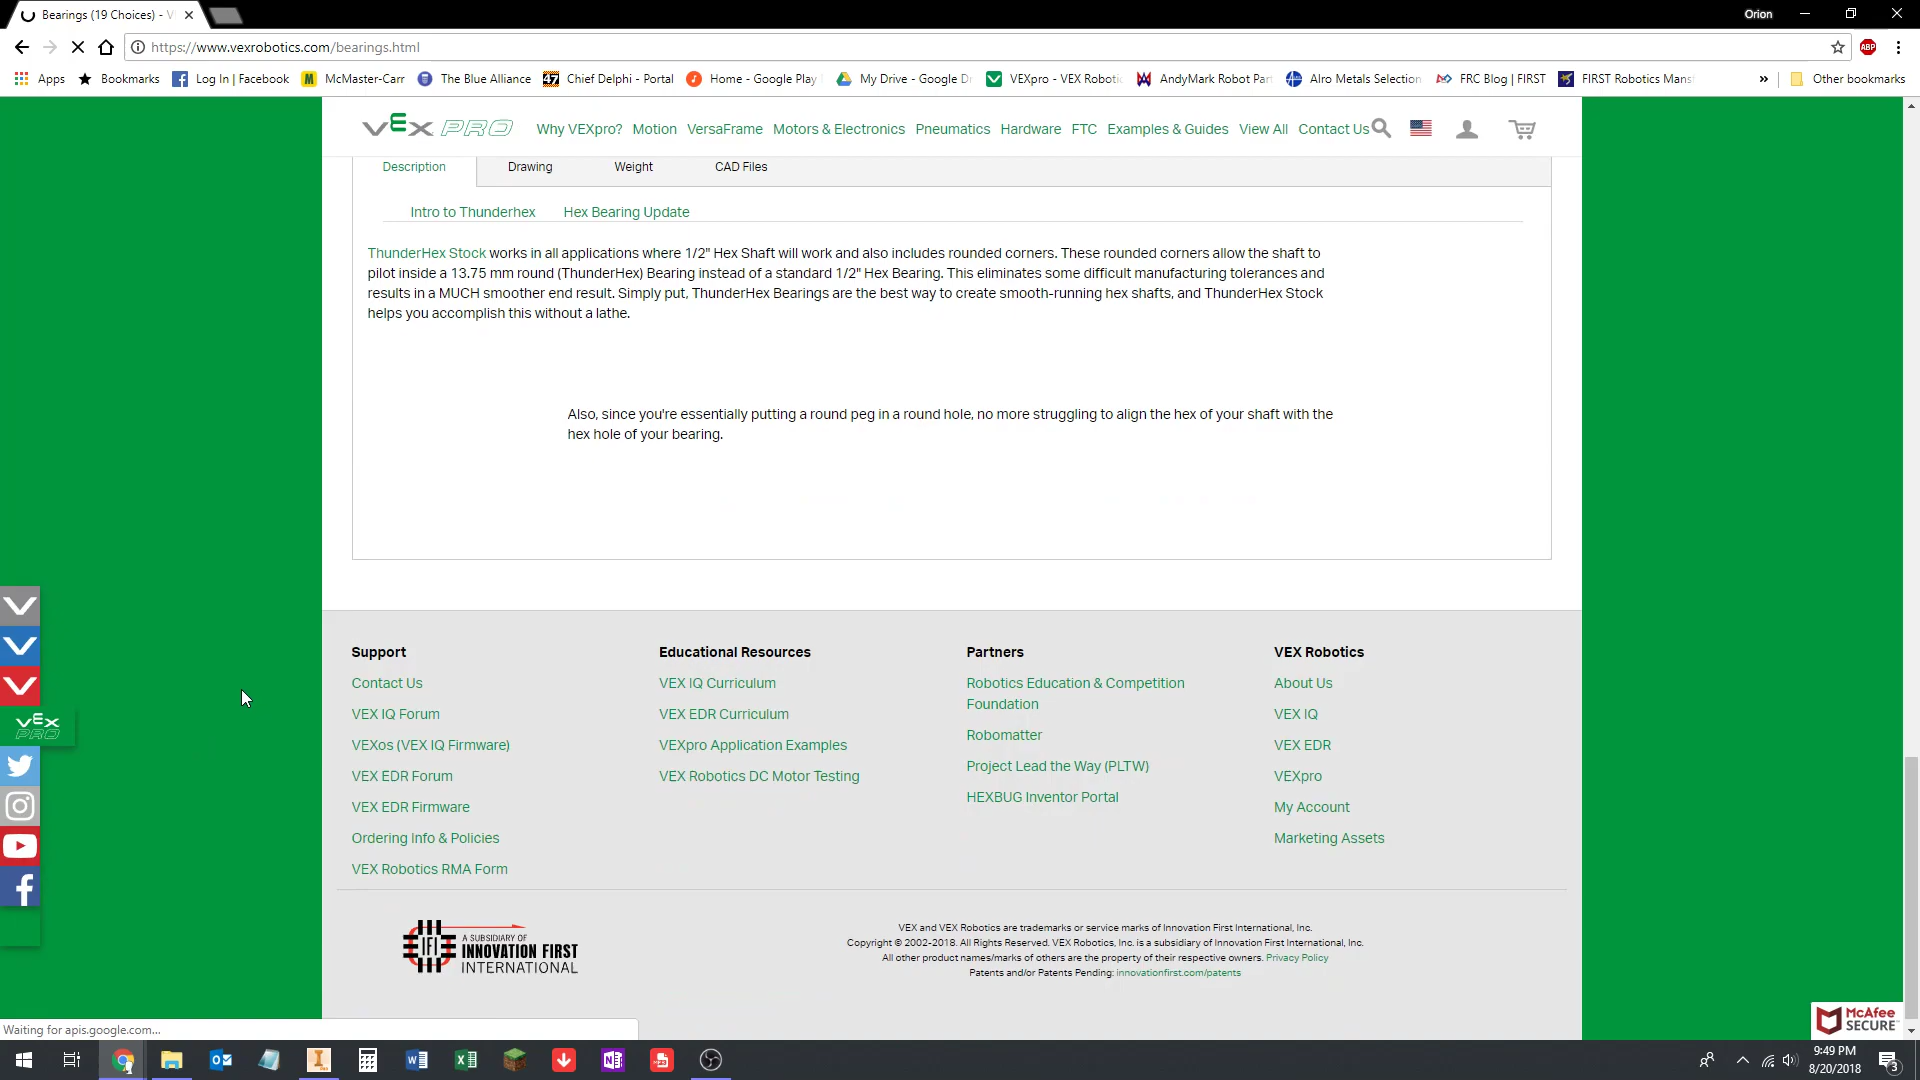 Bearings (19 Choices) - V
Orion
https://www.vexrobotics.com/bearings.html
ABP
Apps
Bookmarks
Log In | Facebook
McMaster-Carr
The Blue Alliance
Chief Delphi - Portal
Home - Google Play
My Drive - Google Dr
VEXpro - VEX Robotic
AndyMark Robot Part
Alro Metals Selection
FRC Blog | FIRST
FIRST Robotics Mans
»
Other bookmarks
VEX PRO
Why VEXpro?
Motion
VersaFrame
Motors & Electronics
Pneumatics
Hardware
FTC
Examples & Guides
View All
Contact Us
Description
Drawing
Weight
CAD Files
Intro to Thunderhex
Hex Bearing Update
ThunderHex Stock works in all applications where 1/2" Hex Shaft will work and also includes rounded corners. These rounded corners allow the shaft to
pilot inside a 13.75 mm round (ThunderHex) Bearing instead of a standard 1/2" Hex Bearing. This eliminates some difficult manufacturing tolerances and
results in a MUCH smoother end result. Simply put, ThunderHex Bearings are the best way to create smooth-running hex shafts, and ThunderHex Stock
helps you accomplish this without a lathe.
Also, since you're essentially putting a round peg in a round hole, no more struggling to align the hex of your shaft with the
hex hole of your bearing.
VEX PRO
Support
Contact Us
VEX IQ Forum
VEXos (VEX IQ Firmware)
VEX EDR Forum
VEX EDR Firmware
Ordering Info & Policies
VEX Robotics RMA Form
Educational Resources
VEX IQ Curriculum
VEX EDR Curriculum
VEXpro Application Examples
VEX Robotics DC Motor Testing
Partners
Robotics Education & Competition
Foundation
Robomatter
Project Lead the Way (PLTW)
HEXBUG Inventor Portal
VEX Robotics
About Us
VEX IQ
VEX EDR
VEXpro
My Account
Marketing Assets
IFI
A SUBSIDIARY OF
INNOVATION FIRST
INTERNATIONAL
VEX and VEX Robotics are trademarks or service marks of Innovation First International, Inc.
Copyright © 2002-2018. All Rights Reserved. VEX Robotics, Inc. is a subsidiary of Innovation First International, Inc.
All other product names/marks of others are the property of their respective owners. Privacy Policy
Patents and/or Patents Pending: innovationfirst.com/patents
McAfee
SECURE
Waiting for apis.google.com...
9:49 PM
8/20/2018
3